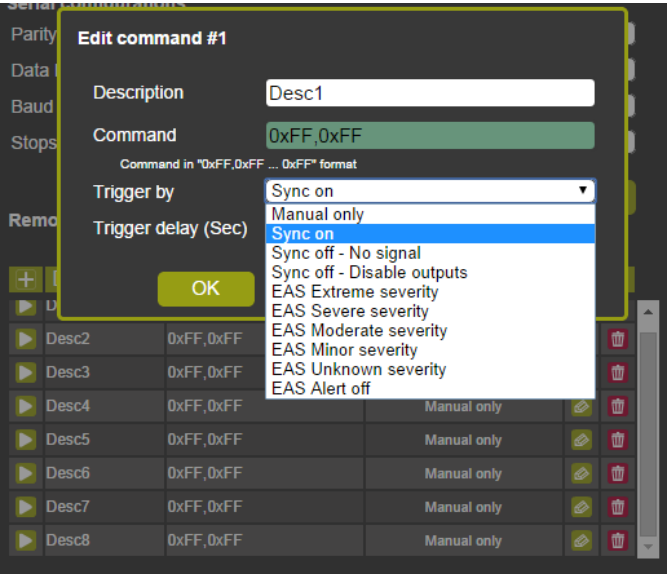 Serial configurations
Parity
Edit command #1
Data
Description
Desc1
Baud
Command
0xFF,0xFF
Stops
Command in "0xFF,0xFF ... 0xFF" format
Trigger by
Sync on
Manual only
Remo
Trigger delay (Sec)
Sync on
Sync off - No signal
Sync off - Disable outputs
OK
EAS Extreme severity
EAS Severe severity
EAS Moderate severity
EAS Minor severity
EAS Unknown severity
EAS Alert off
Desc2 0xFF,0xFF
Desc3 0xFF,0xFF
Desc4 0xFF,0xFF Manual only
Desc5 0xFF,0xFF Manual only
Desc6 0xFF,0xFF Manual only
Desc7 0xFF,0xFF Manual only
Desc8 0xFF,0xFF Manual only